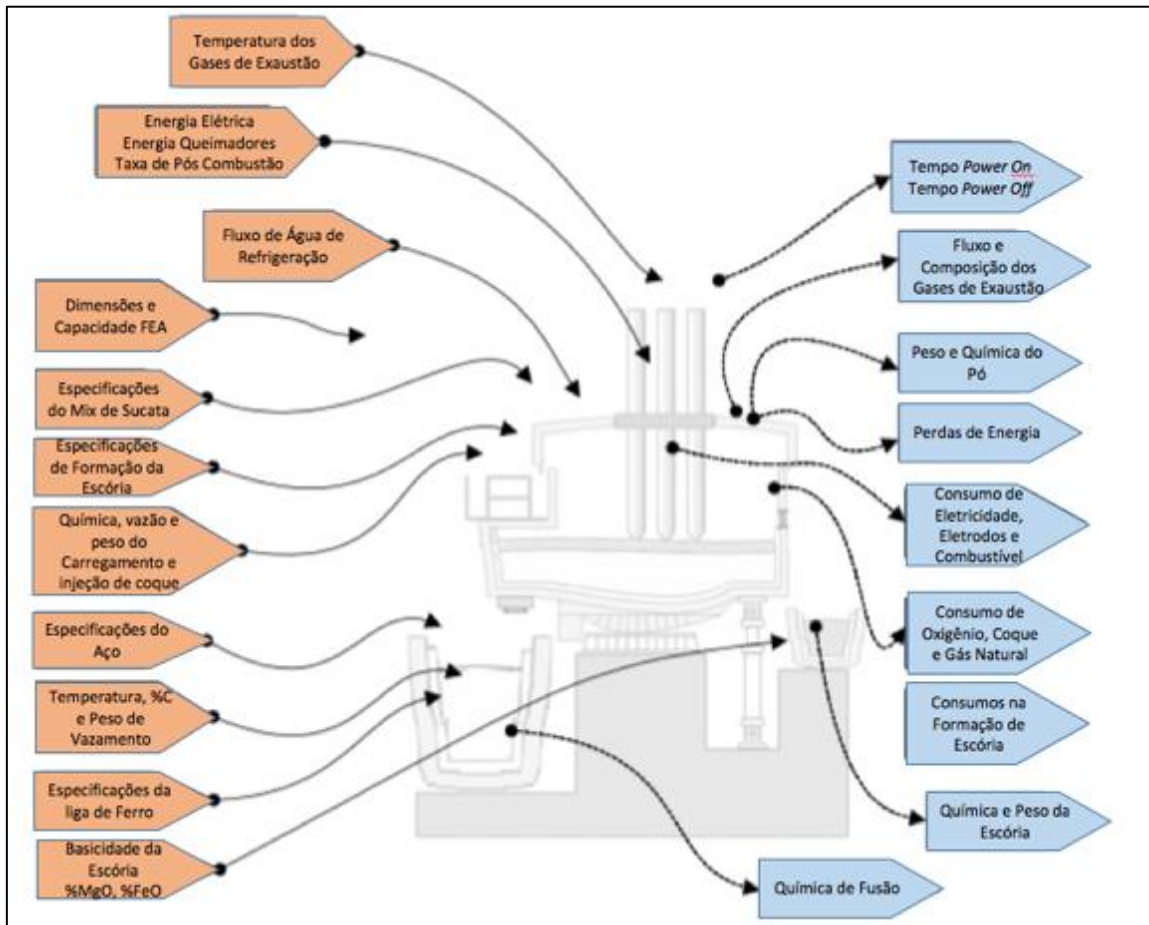 Temperatura dos
Gases de Exaustão
Energia Elétrica
Energia Queimadores
Taxa de Pós Combustão
Fluxo de Água de
Refrigeração
Dimensões e
Capacidade FEA
Especificações
do Mix de Sucata
Especificações
de Formação da
Escória
Química, vazão e
peso do
Carregamento e
injeção de coque
Especificações do
Aço
Temperatura, %C
e Peso de
Vazamento
Especificações da
liga de Ferro
Basicidade da
Escória
%MgO, %FeO
Tempo Power On
Tempo Power Off
Fluxo e
Composição dos
Gases de Exaustão
Peso e Química do
Pó
Perdas de Energia
Consumo de
Eletricidade,
Eletrodos e
Combustível
Consumo de
Oxigênio, Coque
e Gás Natural
Consumos na
Formação de
Escória
Química e Peso da
Escória
Química de Fusão